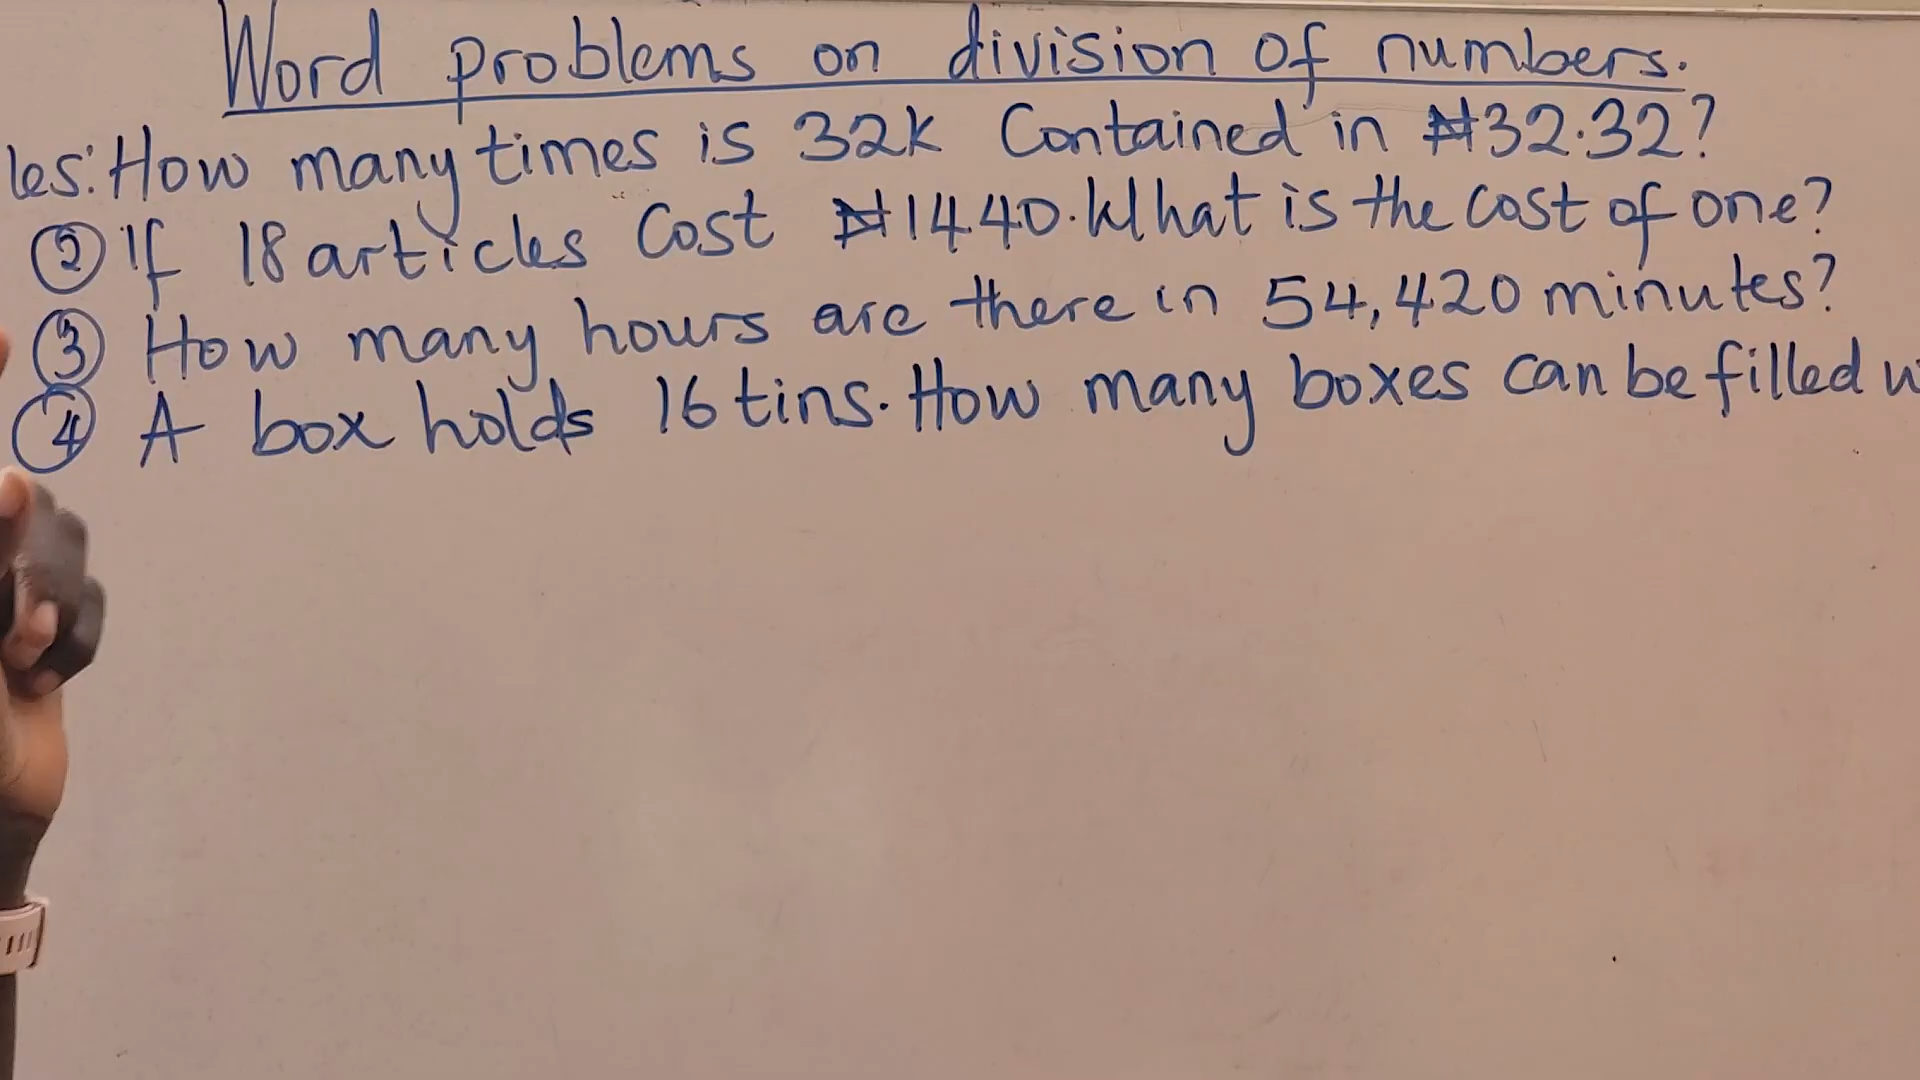 Word problems on division of numbers.
les: How many times is 32k Contained in ₦32.32?
② If 18 articles Cost ₦14.40. What is the cost of one?
③ How many hours are there in 54,420 minutes?
④ A box holds 16 tins. How many boxes can be filled w